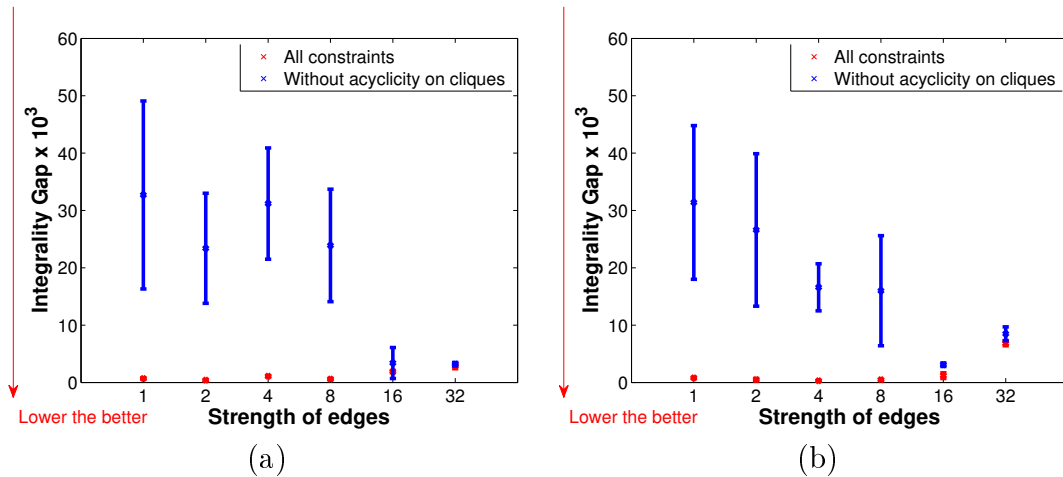 60
50
40
30
20
10
0
Integrality Gap x 10³
All constraints
Without acyclicity on cliques
1 2 4 8 16 32
Strength of edges
Lower the better
(a)
60
50
40
30
20
10
0
Integrality Gap x 10³
All constraints
Without acyclicity on cliques
1 2 4 8 16 32
Strength of edges
Lower the better
(b)